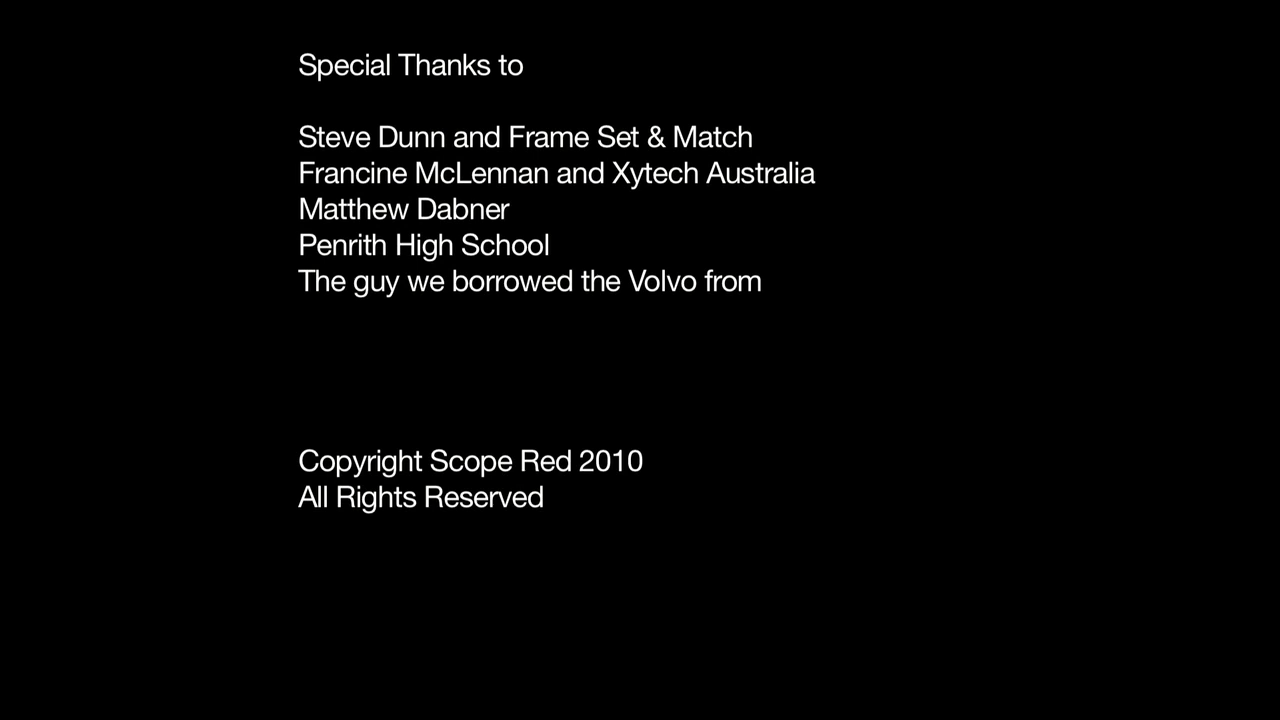 Special Thanks to
Steve Dunn and Frame Set & Match
Francine McLennan and Xytech Australia
Matthew Dabner
Penrith High School
The guy we borrowed the Volvo from
Copyright Scope Red 2010
All Rights Reserved